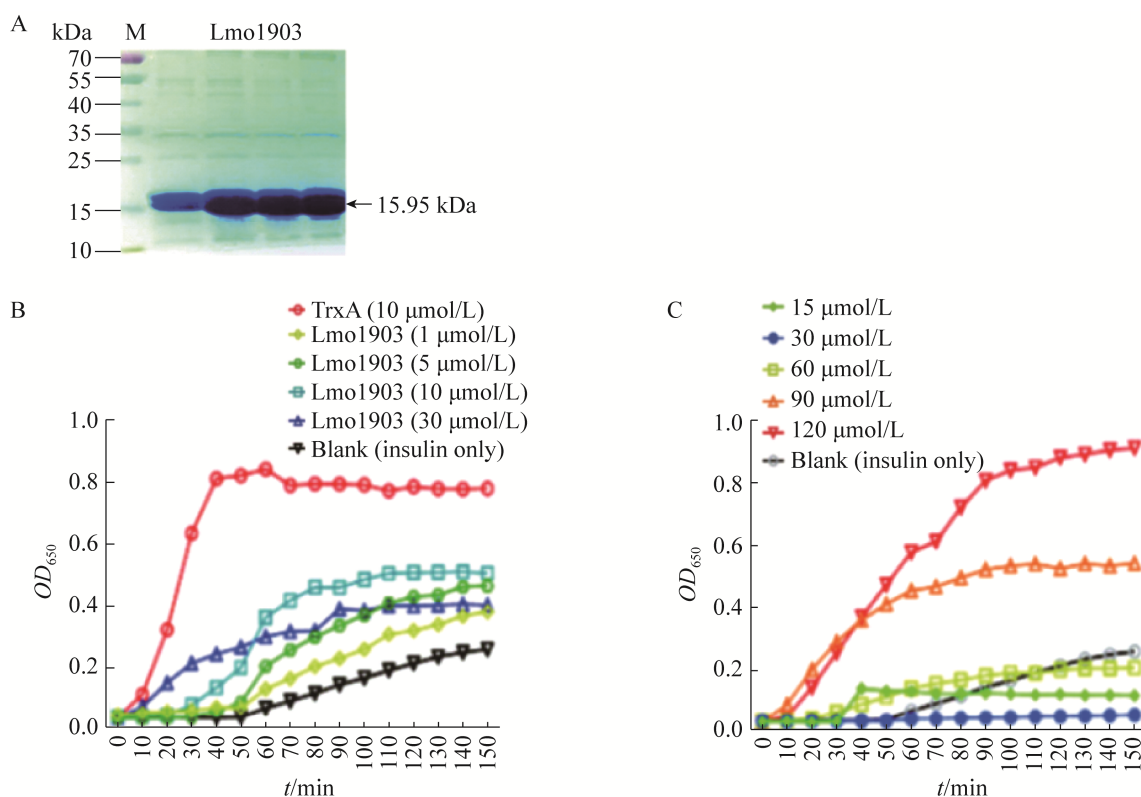 A
kDa M Lmo1903
70
55
40
35
25
15
10
15.95 kDa
B
TrxA (10 μmol/L)
Lmo1903 (1 μmol/L)
Lmo1903 (5 μmol/L)
Lmo1903 (10 μmol/L)
Lmo1903 (30 μmol/L)
Blank (insulin only)
1.0
0.8
0.6
0.4
0.2
0.0
OD650
0 10 20 30 40 50 60 70 80 90 100 110 120 130 140 150
t/min
C
15 μmol/L
30 μmol/L
60 μmol/L
90 μmol/L
120 μmol/L
Blank (insulin only)
1.0
0.8
0.6
0.4
0.2
0.0
OD650
0 10 20 30 40 50 60 70 80 90 100 110 120 130 140 150
t/min